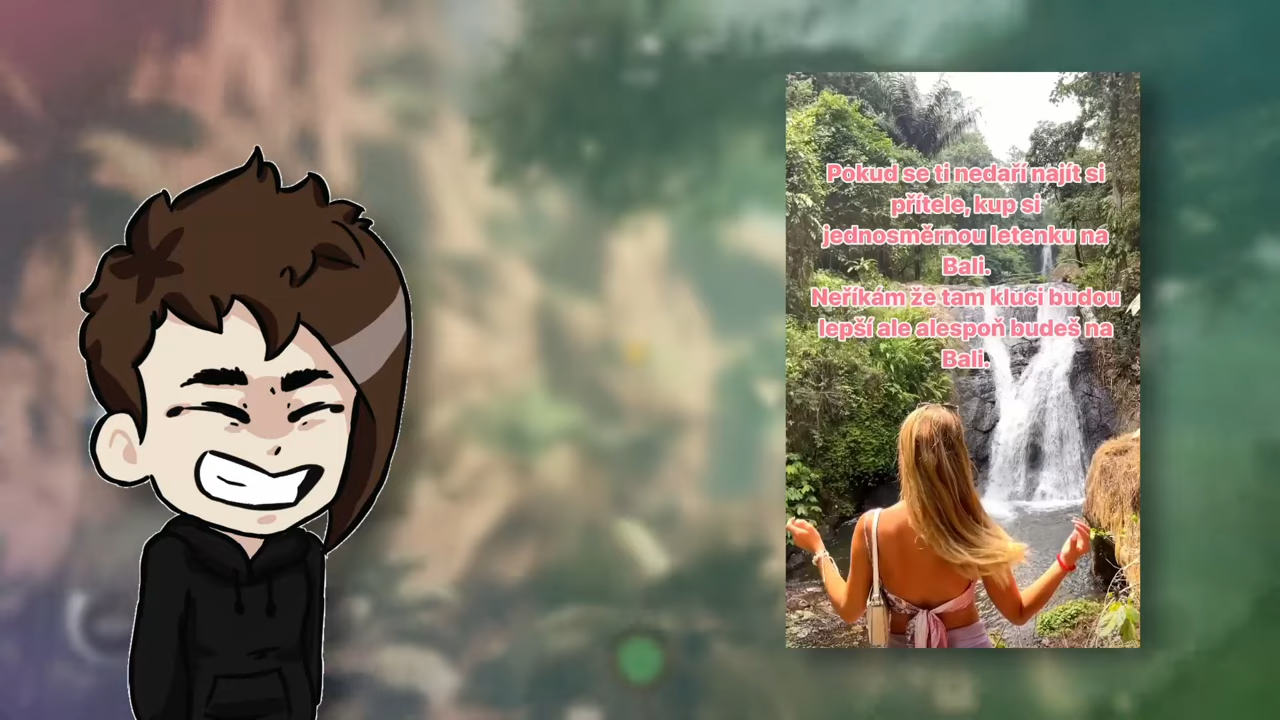 Pokud se ti nedaří najít si
přítele, kup si
jednosměrnou letenku na
Bali.
Neříkám že tam kluci budou
lepší ale alespoň budeš na
Bali.